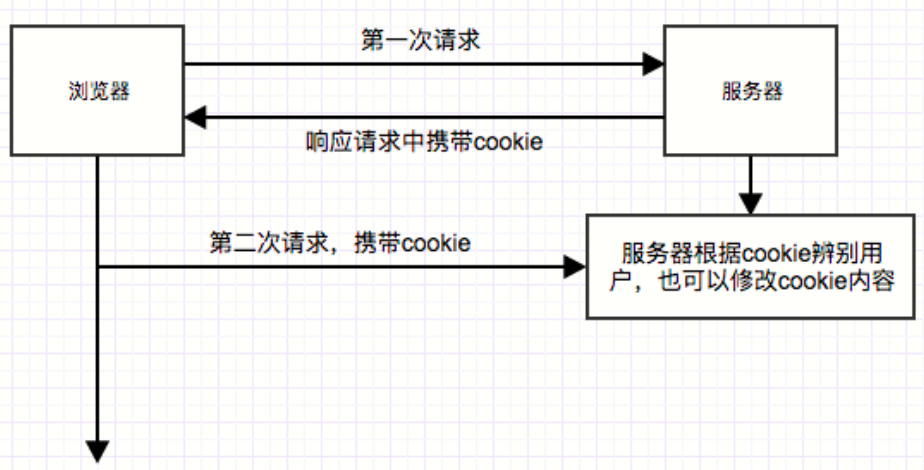 第一次请求
浏览器
服务器
响应请求中携带cookie
第二次请求，携带cookie
服务器根据cookie辨别用
户，也可以修改cookie内容